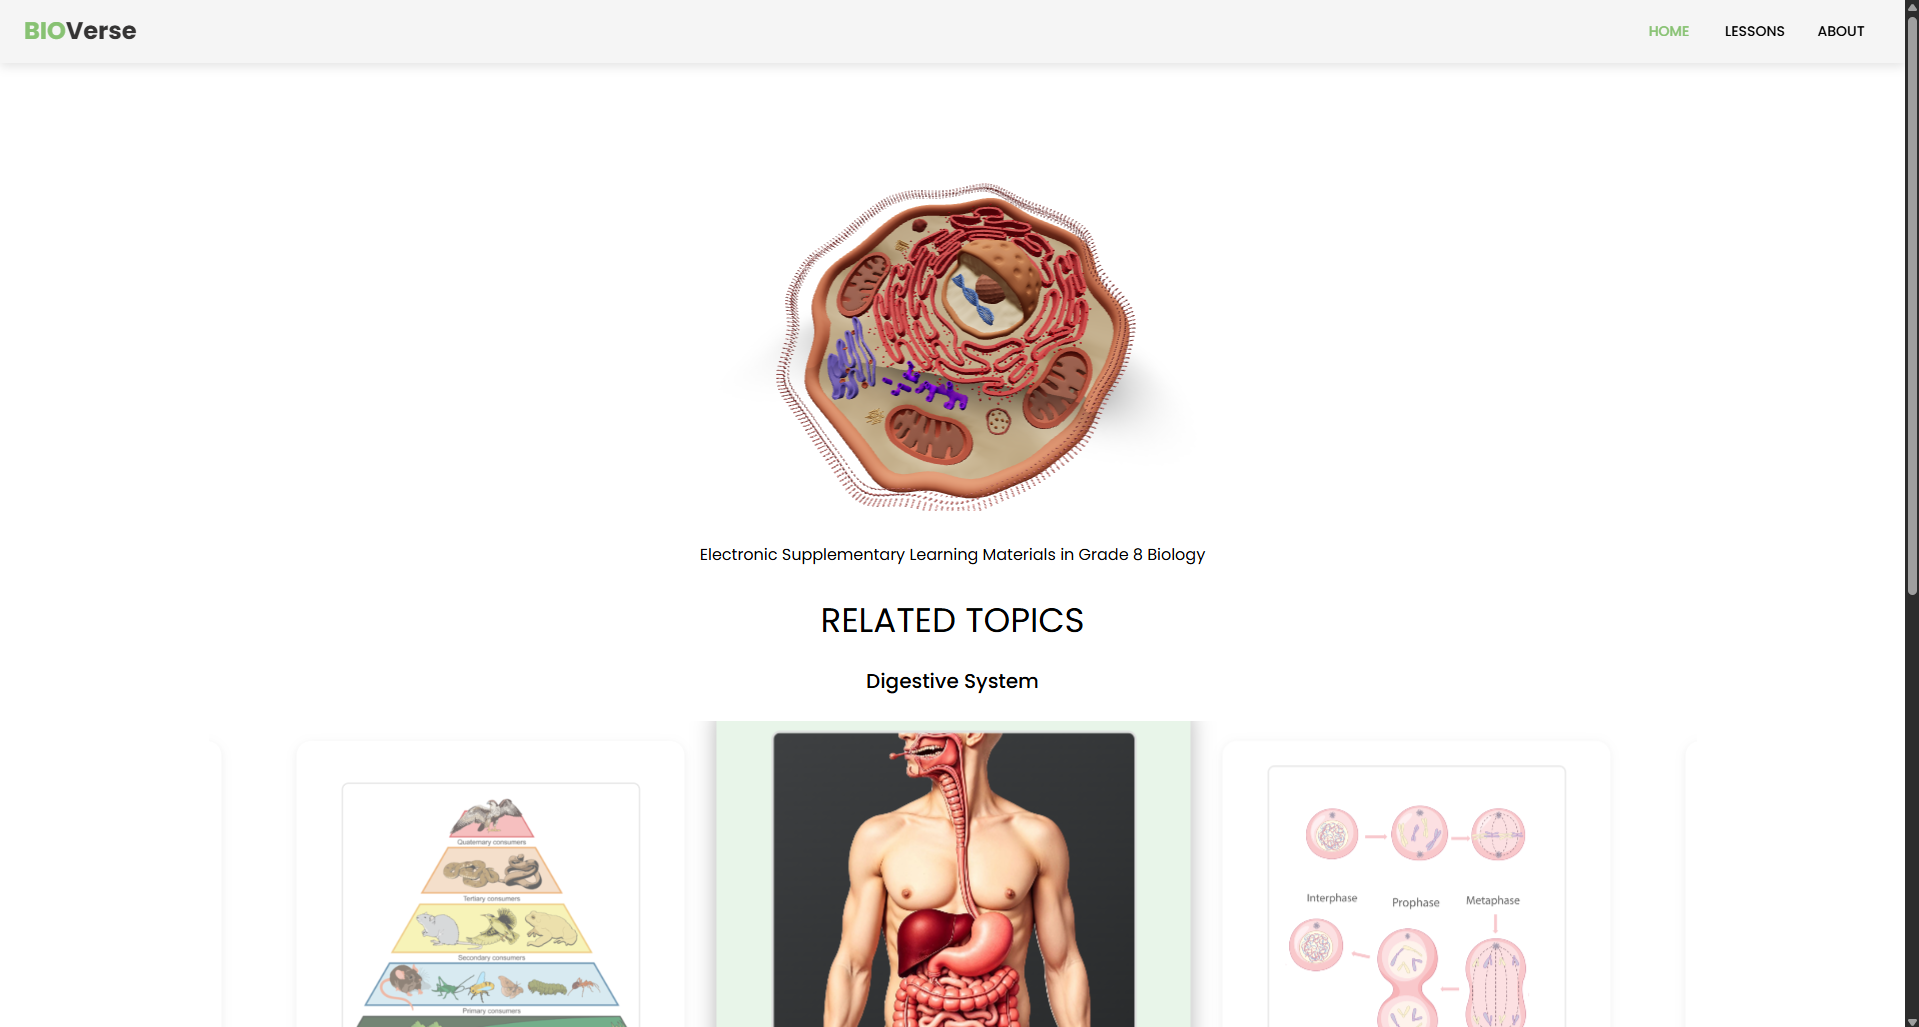 BIOVerse
HOME LESSONS ABOUT
Electronic Supplementary Learning Materials in Grade 8 Biology
RELATED TOPICS
Digestive System
Quaternary consumers
Tertiary consumers
Secondary consumers
Primary consumers
Interphase Prophase Metaphase